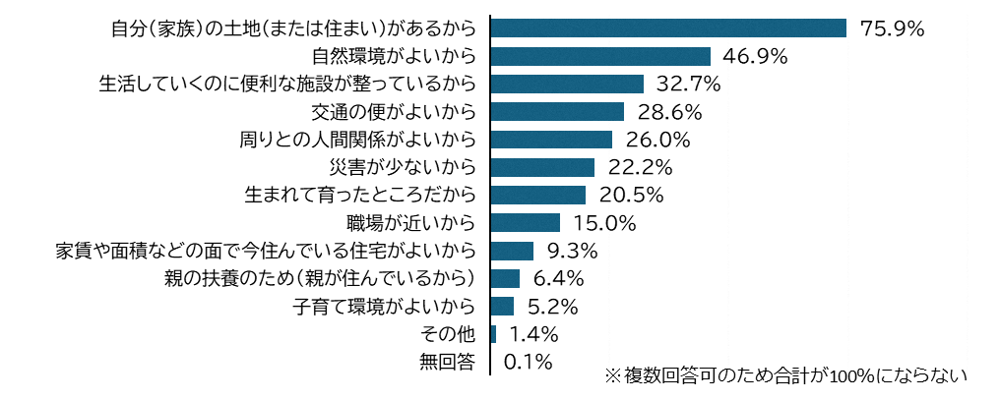 自分(家族)の土地(または住まい)があるから 75.9%
自然環境がよいから 46.9%
生活していくのに便利な施設が整っているから 32.7%
交通の便がよいから 28.6%
周りとの人間関係がよいから 26.0%
災害が少ないから 22.2%
生まれて育ったところだから 20.5%
職場が近いから 15.0%
家賃や面積などの面で今住んでいる住宅がよいから 9.3%
親の扶養のため(親が住んでいるから) 6.4%
子育て環境がよいから 5.2%
その他 1.4%
無回答 0.1%
※複数回答可のため合計が100%にならない